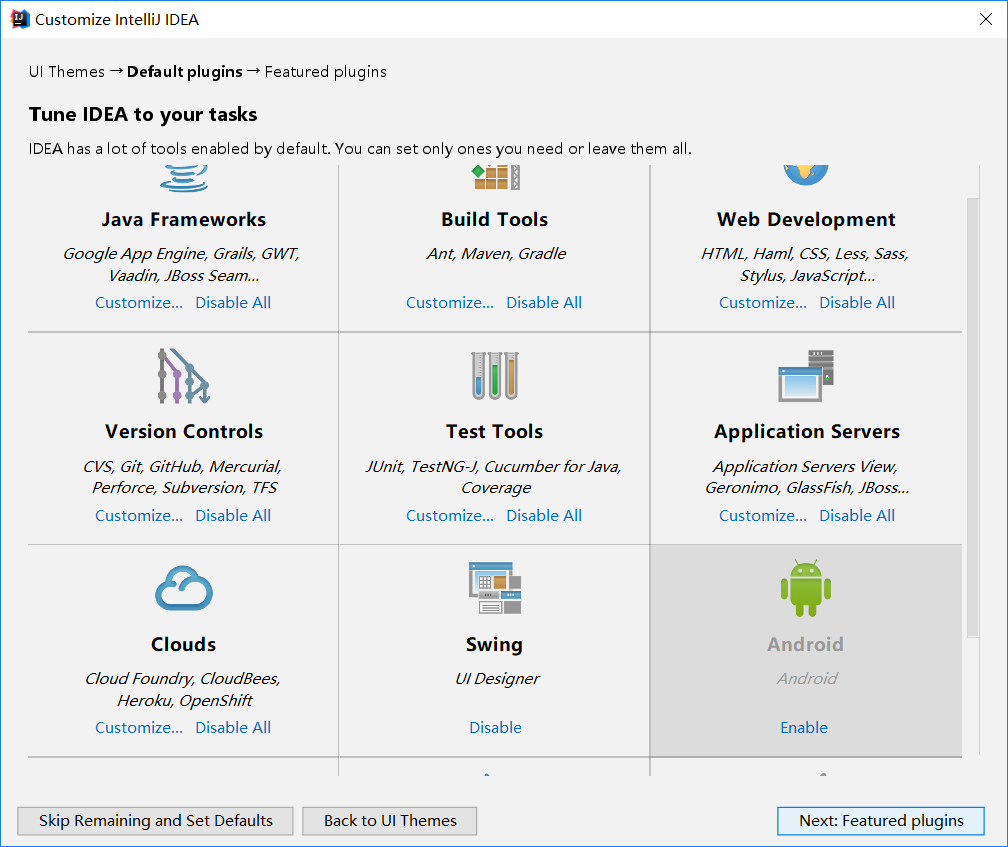 Customize IntelliJ IDEA
UI Themes → Default plugins → Featured plugins
Tune IDEA to your tasks
IDEA has a lot of tools enabled by default. You can set only ones you need or leave them all.
Java Frameworks
Google App Engine, Grails, GWT,
Vaadin, JBoss Seam...
Customize... Disable All
Build Tools
Ant, Maven, Gradle
Customize... Disable All
Web Development
HTML, Haml, CSS, Less, Sass,
Stylus, JavaScript...
Customize... Disable All
Version Controls
CVS, Git, GitHub, Mercurial,
Perforce, Subversion, TFS
Customize... Disable All
Test Tools
JUnit, TestNG-J, Cucumber for Java,
Coverage
Customize... Disable All
Application Servers
Application Servers View,
Geronimo, GlassFish, JBoss...
Customize... Disable All
Clouds
Cloud Foundry, CloudBees,
Heroku, OpenShift
Customize... Disable All
Swing
UI Designer
Disable
Android
Android
Enable
Skip Remaining and Set Defaults
Back to UI Themes
Next: Featured plugins